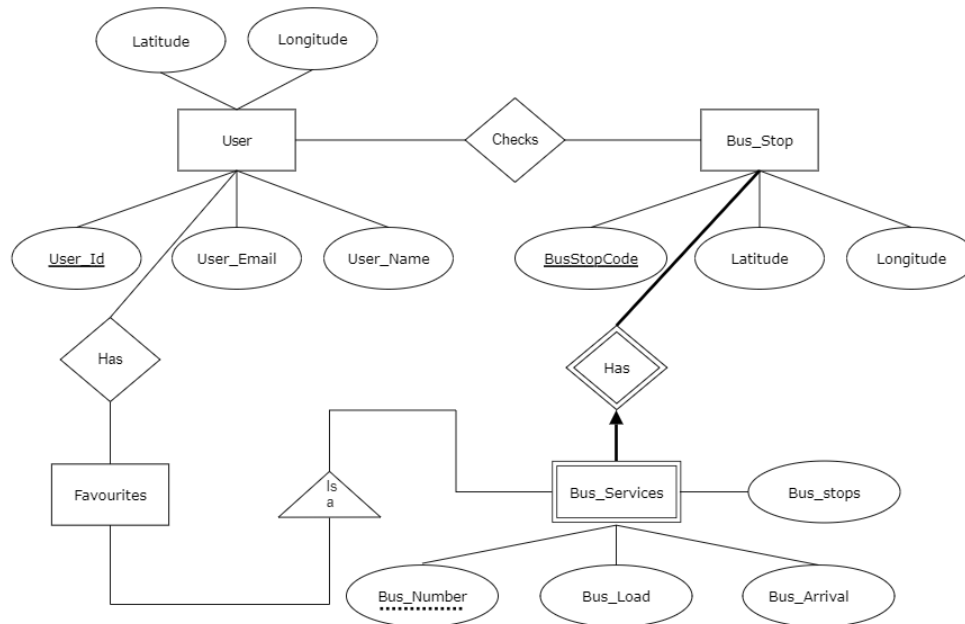 Latitude
Longitude
User
Checks
Bus_Stop
User_Id
User_Email
User_Name
BusStopCode
Latitude
Longitude
Has
Has
Favourites
Is
a
Bus_Services
Bus_stops
Bus_Number
Bus_Load
Bus_Arrival